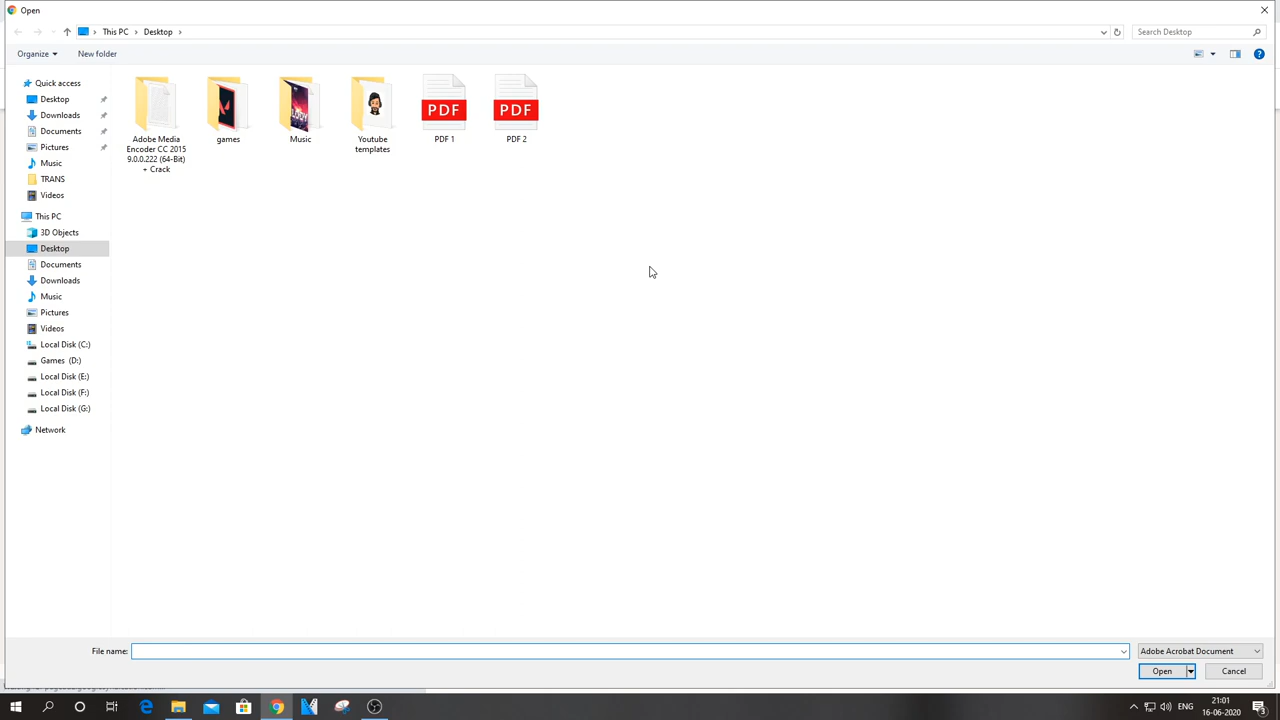 Open
This PC
Desktop
Search Desktop
Organize
New folder
Quick access
Desktop
Downloads
Documents
Pictures
Music
TRANS
Videos
This PC
3D Objects
Desktop
Documents
Downloads
Music
Pictures
Videos
Local Disk (C:)
Games (D:)
Local Disk (E:)
Local Disk (F:)
Local Disk (G:)
Network
Adobe Media
Encoder CC 2015
9.0.0.222 (64-Bit)
+ Crack
games
Music
Youtube
templates
PDF
PDF 1
PDF
PDF 2
File name:
Adobe Acrobat Document
Open
Cancel
ENG
21:01
16-06-2020
3